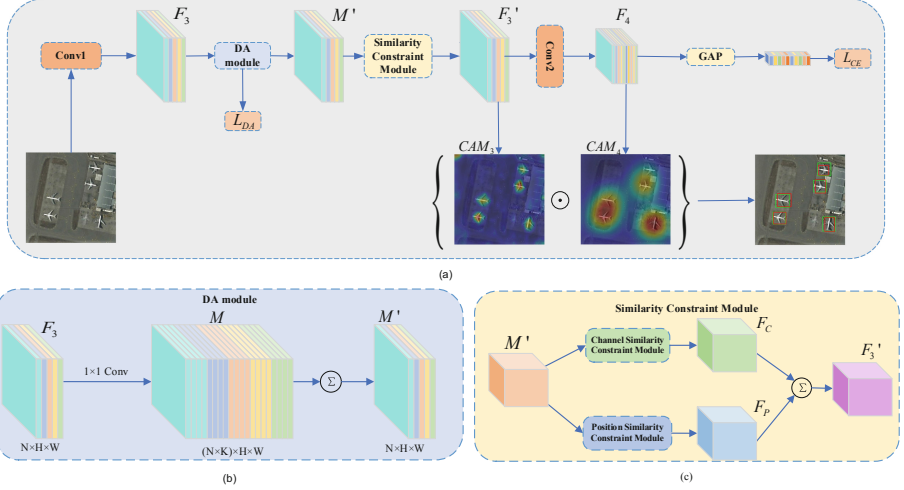 F3
M'
F3'
F4
Conv1
DA
module
Similarity
Constraint
Module
Conv2
GAP
LCE
LDA
CAM3
CAM4
{ ⊙ }
(a)
DA module
F3
M
M'
1×1 Conv
Σ
N×H×W
(N×K)×H×W
N×H×W
(b)
Similarity Constraint Module
M'
Channel Similarity
Constraint Module
FC
F3'
Σ
Position Similarity
Constraint Module
FP
(c)